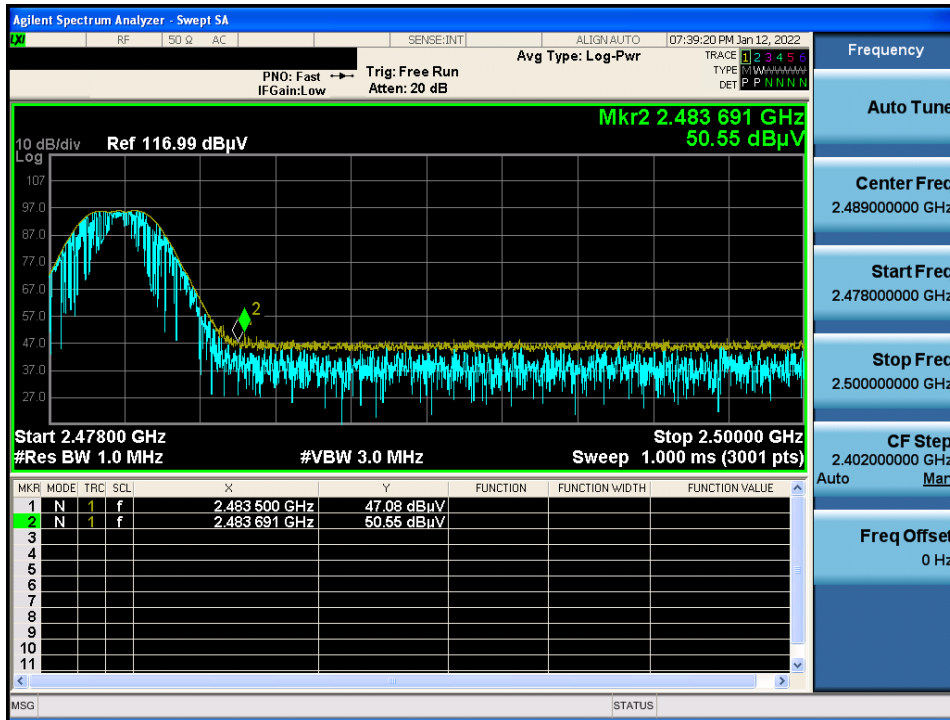 Agilent Spectrum Analyzer - Swept SA
LXI RF 50 Ω AC SENSE:INT ALIGN AUTO 07:39:20 PM Jan 12, 2022
PNO: Fast Trig: Free Run Avg Type: Log-Pwr TRACE 1 2 3 4 5 6
IFGain:Low Atten: 20 dB TYPE M W W W W W
DET P P N N N N
Mkr2 2.483 691 GHz
50.55 dBµV
10 dB/div Ref 116.99 dBµV
Log
107
97.0
87.0
77.0
67.0
57.0
47.0
37.0
27.0
2
Start 2.47800 GHz Stop 2.50000 GHz
#Res BW 1.0 MHz #VBW 3.0 MHz Sweep 1.000 ms (3001 pts)
MKR MODE TRC SCL X Y FUNCTION FUNCTION WIDTH FUNCTION VALUE
1 N 1 f 2.483 500 GHz 47.08 dBµV
2 N 1 f 2.483 691 GHz 50.55 dBµV
3
4
5
6
7
8
9
10
11
MSG STATUS
Frequency
Auto Tune
Center Freq
2.489000000 GHz
Start Freq
2.478000000 GHz
Stop Freq
2.500000000 GHz
CF Step
2.402000000 GHz
Auto Man
Freq Offset
0 Hz